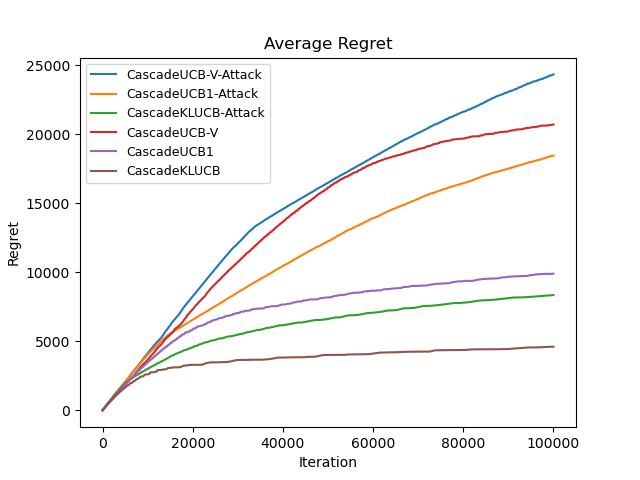 Average Regret
25000
20000
15000
10000
5000
0
Regret
CascadeUCB-V-Attack
CascadeUCB1-Attack
CascadeKLUCB-Attack
CascadeUCB-V
CascadeUCB1
CascadeKLUCB
0 20000 40000 60000 80000 100000
Iteration